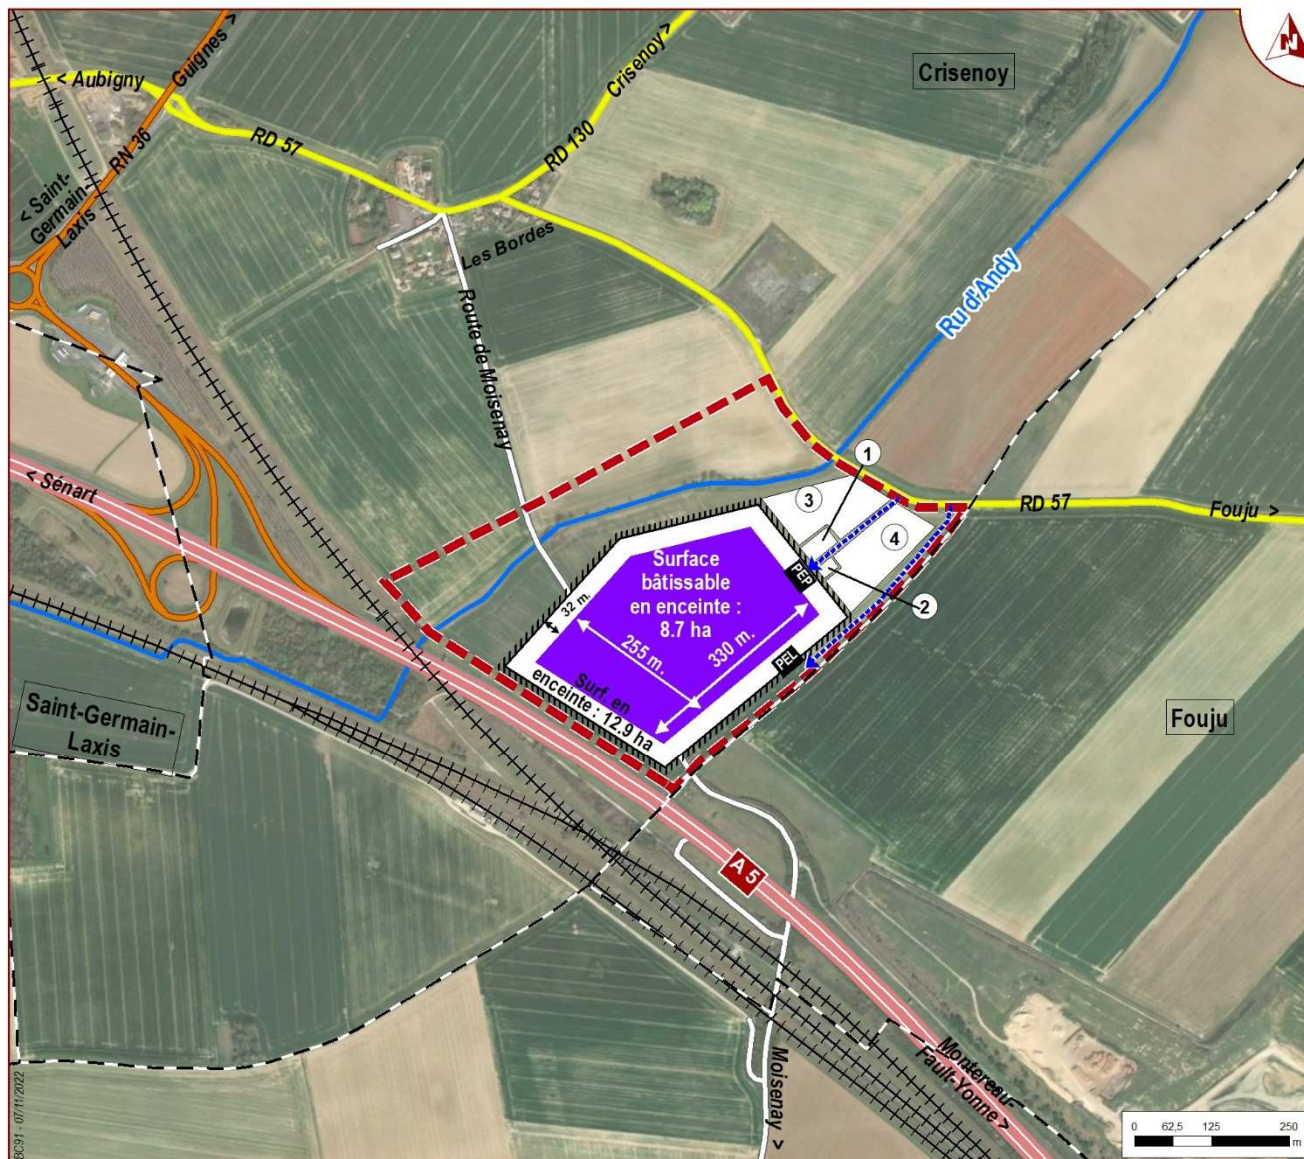 N
Crisenoy
< Aubigny
Guignes >
RN 36
< Saint-
Germain-
Laxis
RD 57
RD 130
Crisenoy >
Les Bordes
Route de Moisenay
Ru d'Andy
< Sénart
1
3
4
2
RD 57
Fouju >
PEP
PEL
Surface
bâtissable
en enceinte :
8.7 ha
32 m.
255 m.
330 m.
Surf. en
enceinte : 12.9 ha
Saint-Germain-
Laxis
Fouju
A 5
Moisenay >
Montereau-
Fault-Yonne >
BC91 - 07/11/2022
0 62,5 125 250
m